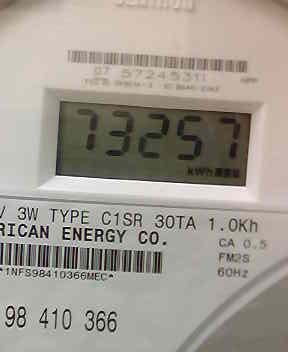 07 57245311
73257
kWh
V 3W TYPE C1SR 30TA 1.0Kh
RICAN ENERGY CO.
CA 0.5
FM2S
60Hz
*1NFS98410366MEC*
98 410 366